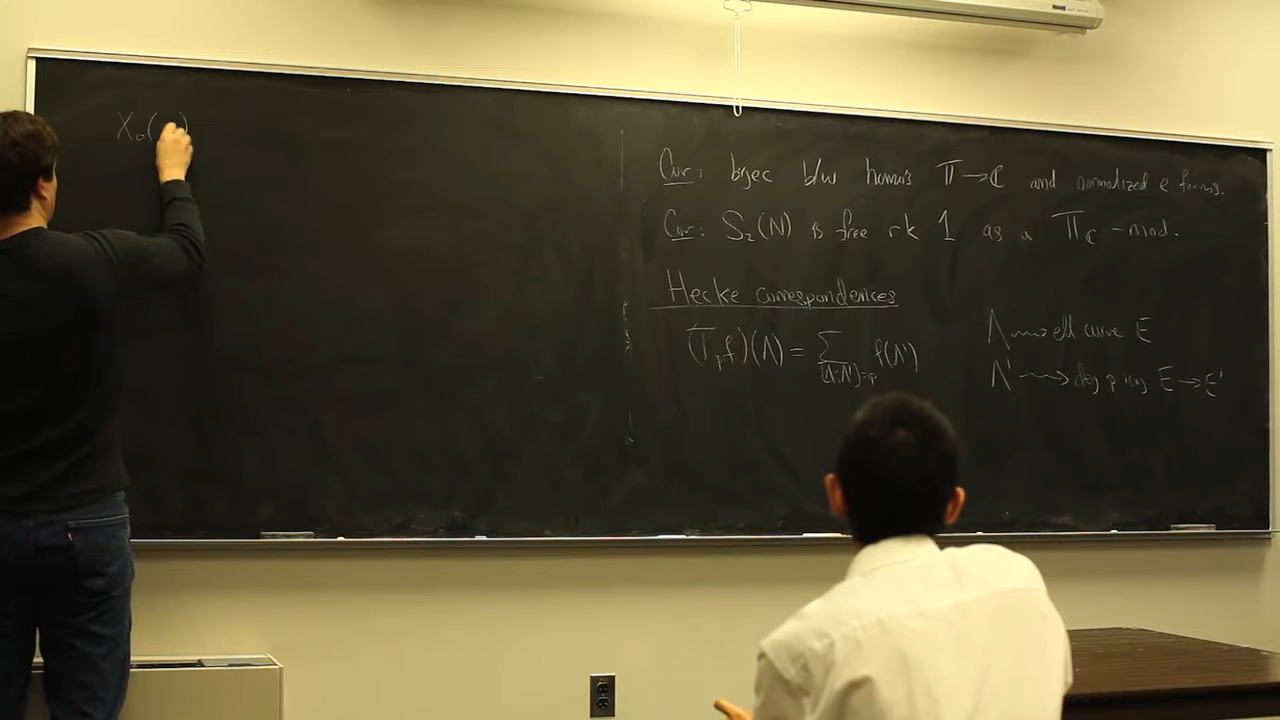 X₀(
Cor: bijec b/w homs 𝕋 → ℂ and normalized e forms.
Cor: S₂(N) is free rk 1 as a 𝕋_ℂ-mod.
Hecke correspondences
(T_p f)(Λ) = Σ_{(Λ:Λ')=p} f(Λ')
Λ ⇝ ell curve E
Λ' ⇝ deg p isog E → E'